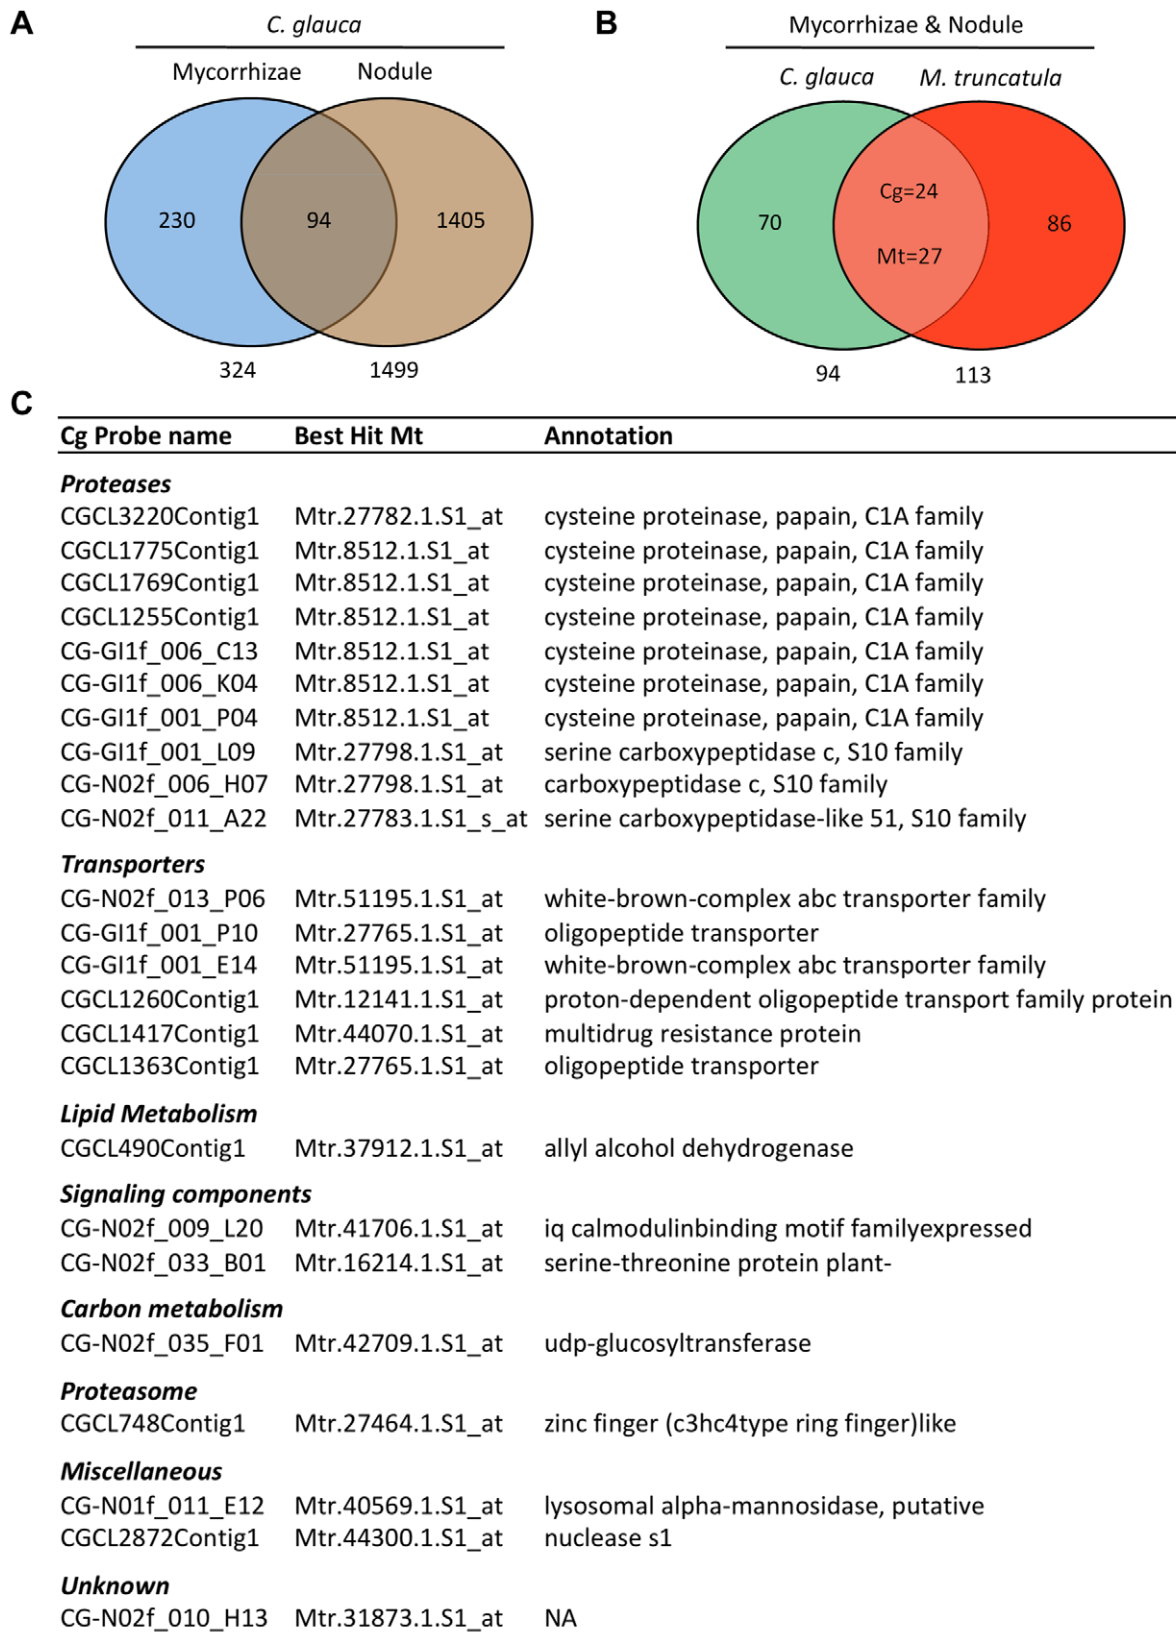 A
C. glauca
Mycorrhizae Nodule
230 94 1405
324 1499
B
Mycorrhizae & Nodule
C. glauca M. truncatula
70 Cg=24 Mt=27 86
94 113
C
Cg Probe name Best Hit Mt Annotation
Proteases
CGCL3220Contig1 Mtr.27782.1.S1_at cysteine proteinase, papain, C1A family
CGCL1775Contig1 Mtr.8512.1.S1_at cysteine proteinase, papain, C1A family
CGCL1769Contig1 Mtr.8512.1.S1_at cysteine proteinase, papain, C1A family
CGCL1255Contig1 Mtr.8512.1.S1_at cysteine proteinase, papain, C1A family
CG-GI1f_006_C13 Mtr.8512.1.S1_at cysteine proteinase, papain, C1A family
CG-GI1f_006_K04 Mtr.8512.1.S1_at cysteine proteinase, papain, C1A family
CG-GI1f_001_P04 Mtr.8512.1.S1_at cysteine proteinase, papain, C1A family
CG-GI1f_001_L09 Mtr.27798.1.S1_at serine carboxypeptidase c, S10 family
CG-N02f_006_H07 Mtr.27798.1.S1_at carboxypeptidase c, S10 family
CG-N02f_011_A22 Mtr.27783.1.S1_s_at serine carboxypeptidase-like 51, S10 family
Transporters
CG-N02f_013_P06 Mtr.51195.1.S1_at white-brown-complex abc transporter family
CG-GI1f_001_P10 Mtr.27765.1.S1_at oligopeptide transporter
CG-GI1f_001_E14 Mtr.51195.1.S1_at white-brown-complex abc transporter family
CGCL1260Contig1 Mtr.12141.1.S1_at proton-dependent oligopeptide transport family protein
CGCL1417Contig1 Mtr.44070.1.S1_at multidrug resistance protein
CGCL1363Contig1 Mtr.27765.1.S1_at oligopeptide transporter
Lipid Metabolism
CGCL490Contig1 Mtr.37912.1.S1_at allyl alcohol dehydrogenase
Signaling components
CG-N02f_009_L20 Mtr.41706.1.S1_at iq calmodulinbinding motif familyexpressed
CG-N02f_033_B01 Mtr.16214.1.S1_at serine-threonine protein plant-
Carbon metabolism
CG-N02f_035_F01 Mtr.42709.1.S1_at udp-glucosyltransferase
Proteasome
CGCL748Contig1 Mtr.27464.1.S1_at zinc finger (c3hc4type ring finger)like
Miscellaneous
CG-N01f_011_E12 Mtr.40569.1.S1_at lysosomal alpha-mannosidase, putative
CGCL2872Contig1 Mtr.44300.1.S1_at nuclease s1
Unknown
CG-N02f_010_H13 Mtr.31873.1.S1_at NA